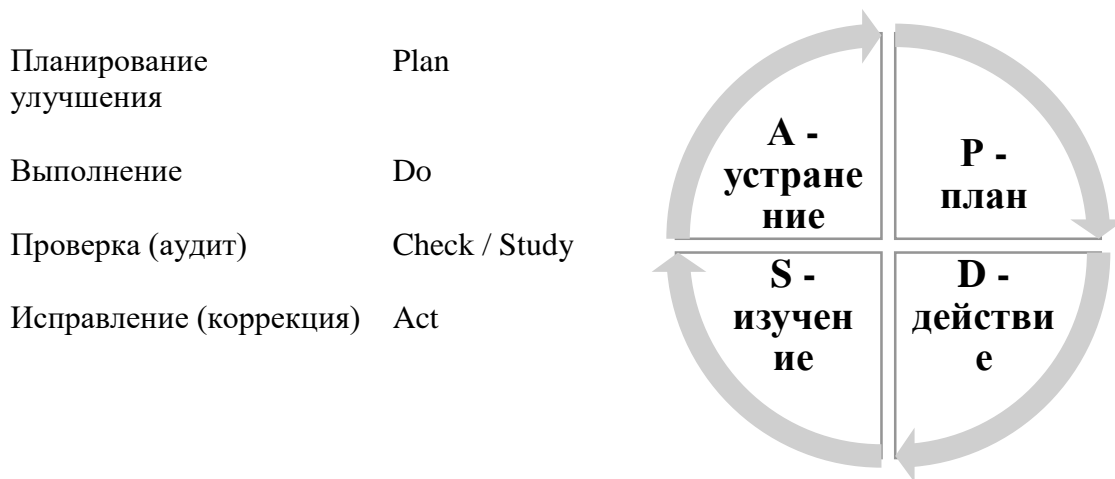 Планирование
улучшения
Plan
Выполнение
Do
Проверка (аудит)
Check / Study
Исправление (коррекция)
Act
А -
устране
ние
P -
план
S -
изучен
ие
D -
действи
е